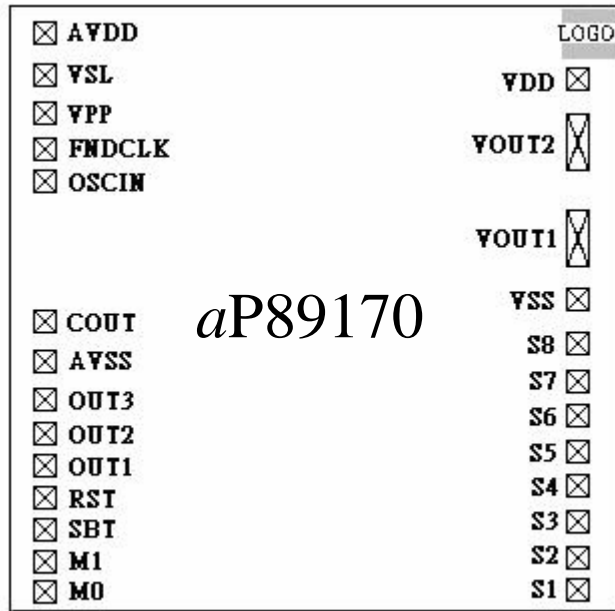 AVDD
VSL
VPP
FNDCLK
OSCIN
COUT
AVSS
OUT3
OUT2
OUT1
RST
SBT
M1
M0
aP89170
LOGO
VDD
VOUT2
VOUT1
VSS
S8
S7
S6
S5
S4
S3
S2
S1